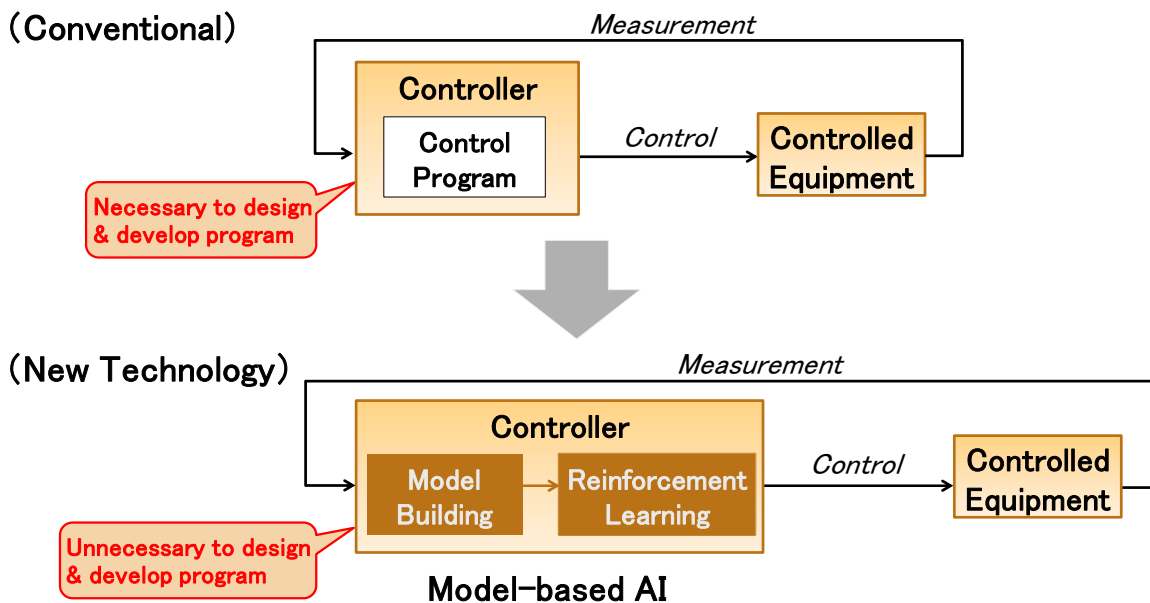 (Conventional)
Measurement
Controller
Control
Program
Control
Controlled
Equipment
Necessary to design
& develop program
(New Technology)
Measurement
Controller
Model
Building
Reinforcement
Learning
Control
Controlled
Equipment
Unnecessary to design
& develop program
Model-based AI